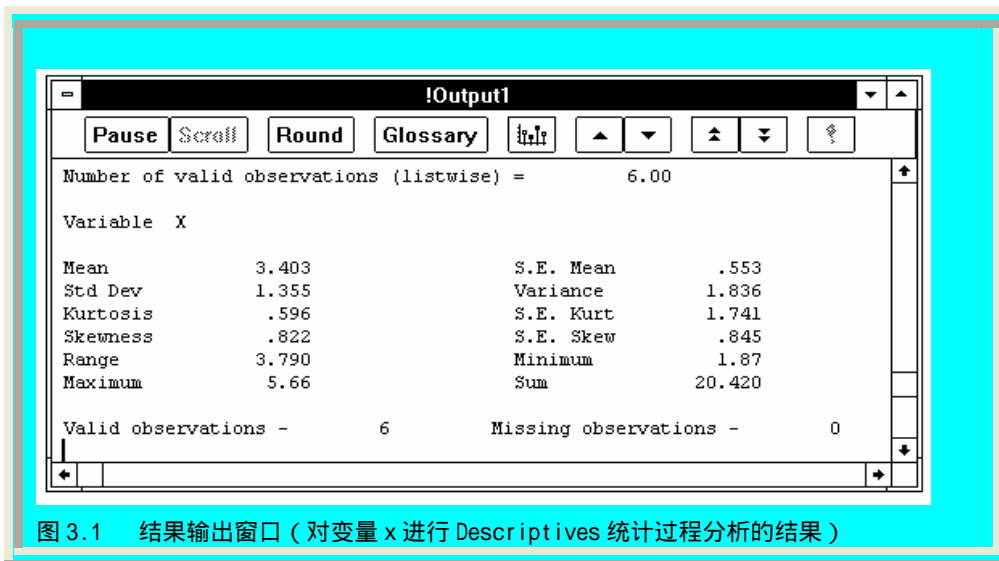 !Output1
Pause Scroll Round Glossary
Number of valid observations (listwise) = 6.00
Variable X
Mean 3.403 S.E. Mean .553
Std Dev 1.355 Variance 1.836
Kurtosis .596 S.E. Kurt 1.741
Skewness .822 S.E. Skew .845
Range 3.790 Minimum 1.87
Maximum 5.66 Sum 20.420
Valid observations - 6 Missing observations - 0
图 3.1 结果输出窗口（对变量 x 进行 Descriptives 统计过程分析的结果）